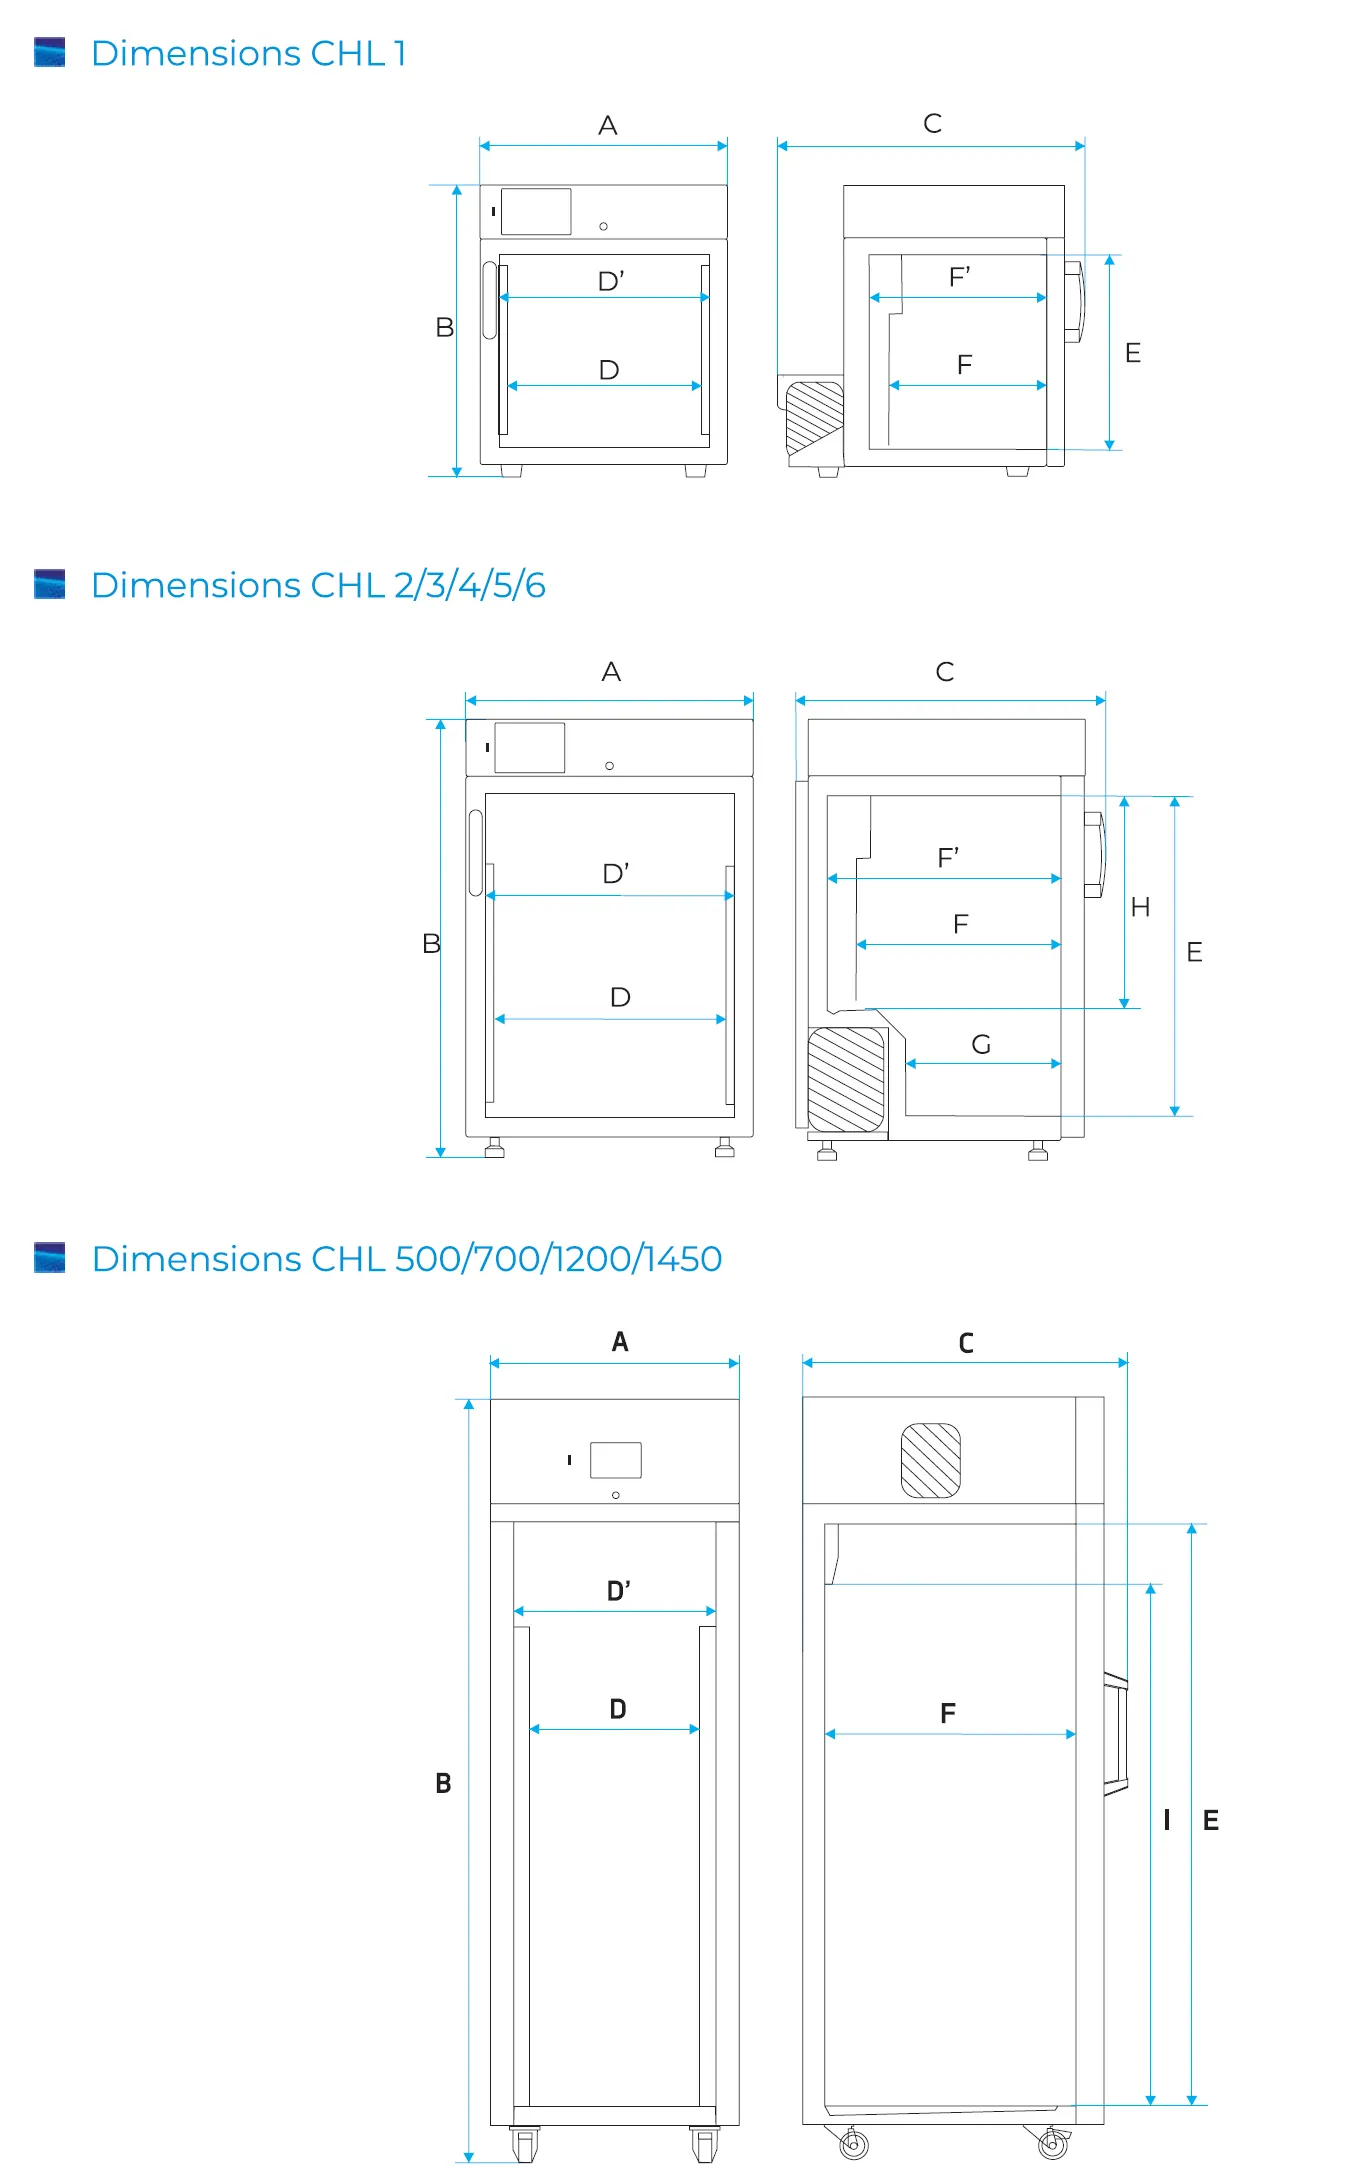 Dimensions CHL 1
A
C
D’
F’
B
E
D
F
Dimensions CHL 2/3/4/5/6
A
C
F’
D’
H
F
B
E
D
G
Dimensions CHL 500/700/1200/1450
A
C
D’
D
F
B
I
E